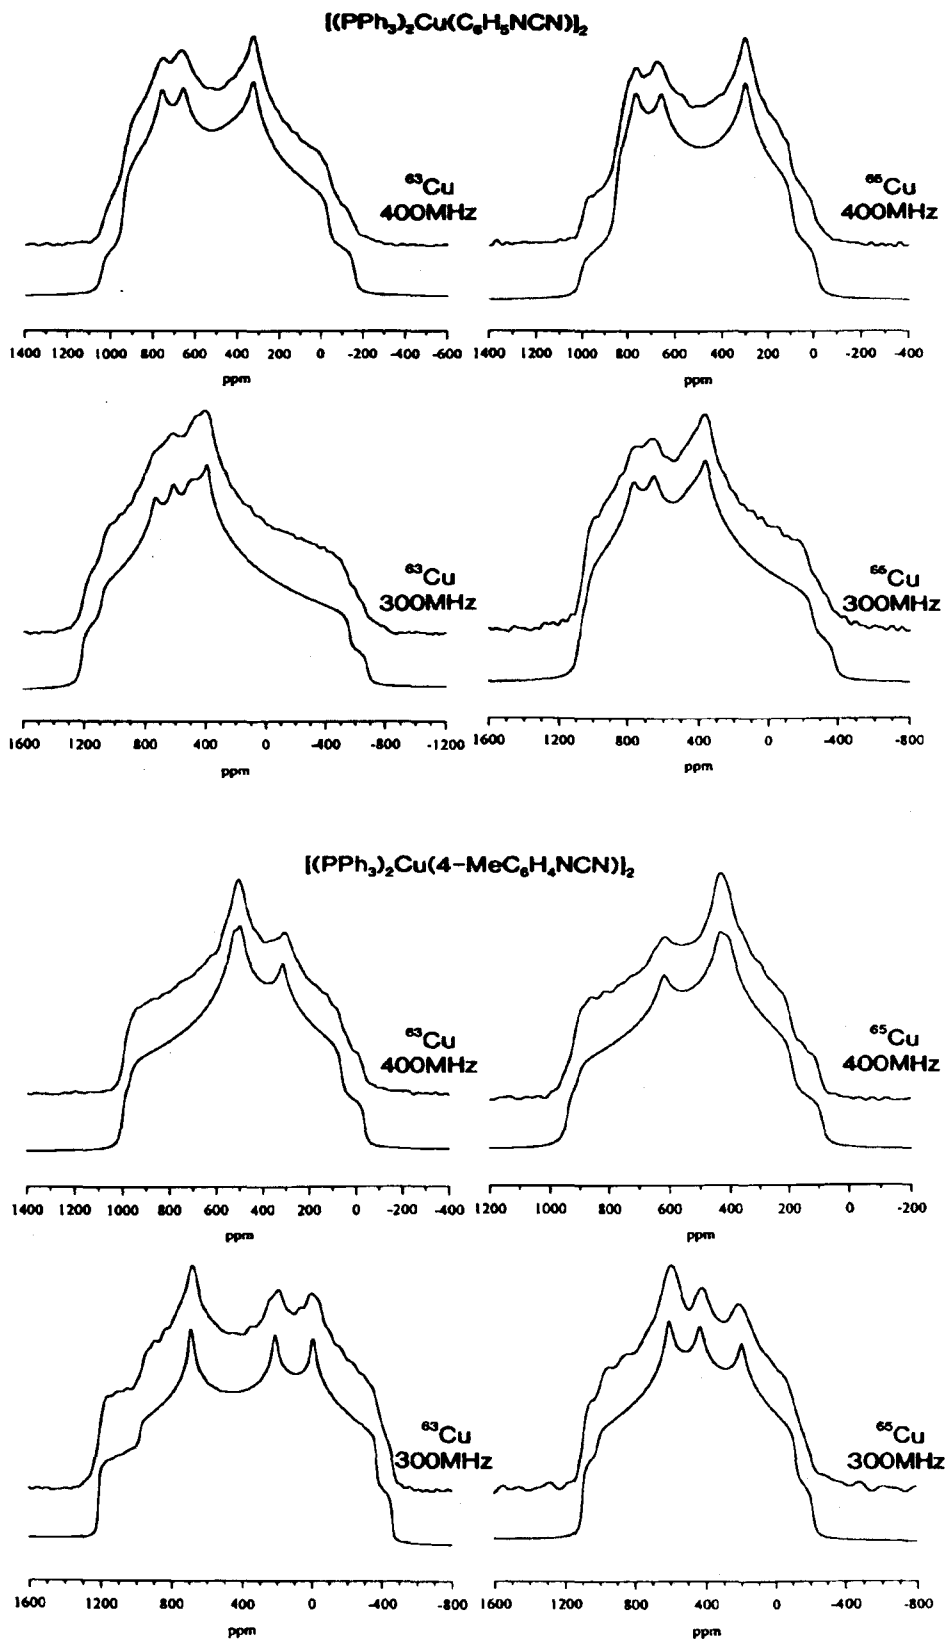 [(PPh3)2Cu(C6H5NCN)]2
63Cu
400MHz
65Cu
400MHz
1400 1200 1000 800 600 400 200 0 -200 -400 -600
ppm
1400 1200 1000 800 600 400 200 0 -200 -400
ppm
63Cu
300MHz
65Cu
300MHz
1600 1200 800 400 0 -400 -800 -1200
ppm
1600 1200 800 400 0 -400 -800
ppm
[(PPh3)2Cu(4-MeC6H4NCN)]2
63Cu
400MHz
65Cu
400MHz
1400 1200 1000 800 600 400 200 0 -200 -400
ppm
1200 1000 800 600 400 200 0 -200
ppm
63Cu
300MHz
65Cu
300MHz
1600 1200 800 400 0 -400 -800
ppm
1600 1200 800 400 0 -400 -800
ppm